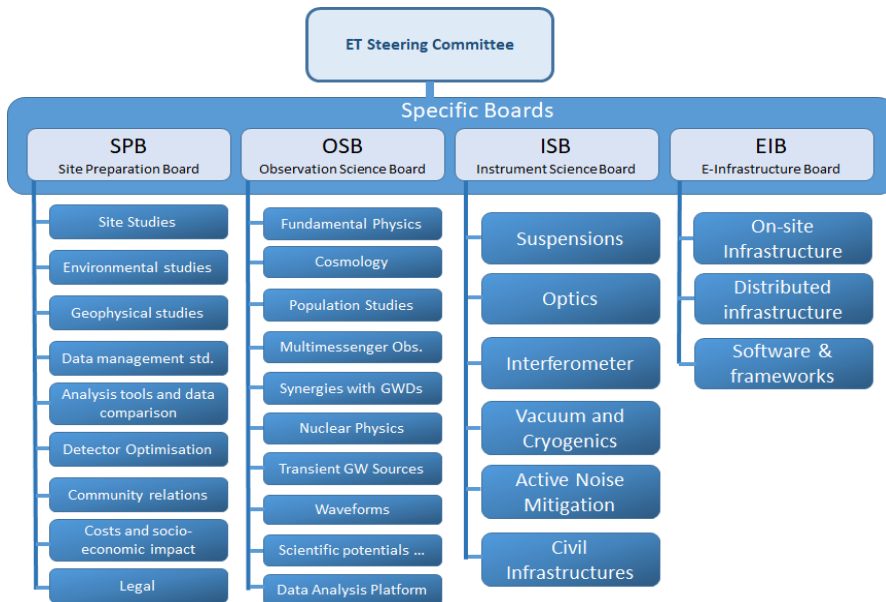 ET Steering Committee
Specific Boards
SPB
Site Preparation Board
Site Studies
Environmental studies
Geophysical studies
Data management std.
Analysis tools and data
comparison
Detector Optimisation
Community relations
Costs and socio-
economic impact
Legal
OSB
Observation Science Board
Fundamental Physics
Cosmology
Population Studies
Multimessenger Obs.
Synergies with GWDs
Nuclear Physics
Transient GW Sources
Waveforms
Scientific potentials ...
Data Analysis Platform
ISB
Instrument Science Board
Suspensions
Optics
Interferometer
Vacuum and
Cryogenics
Active Noise
Mitigation
Civil
Infrastructures
EIB
E-Infrastructure Board
On-site
Infrastructure
Distributed
infrastructure
Software &
frameworks